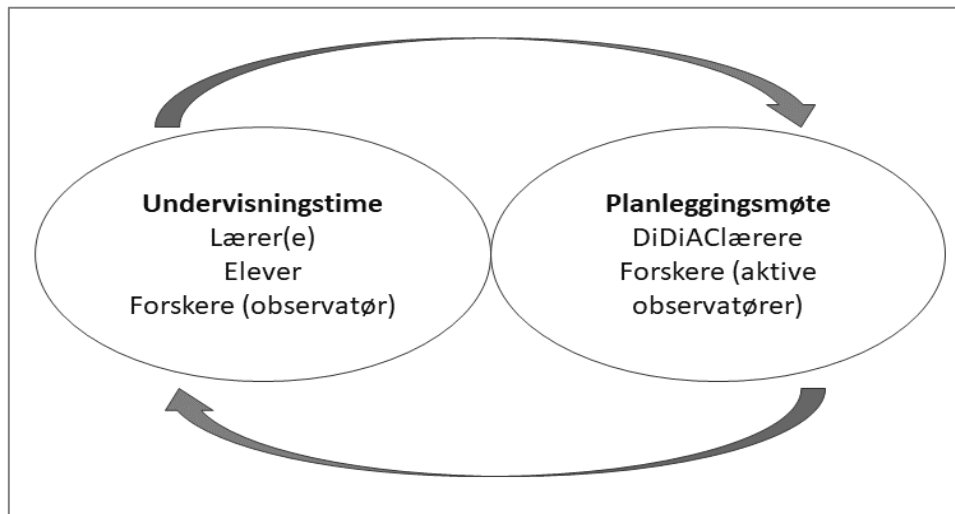 Undervisningstime
Lærer(e)
Elever
Forskere (observatør)
Planleggingsmøte
DiDiAClærere
Forskere (aktive
observatører)